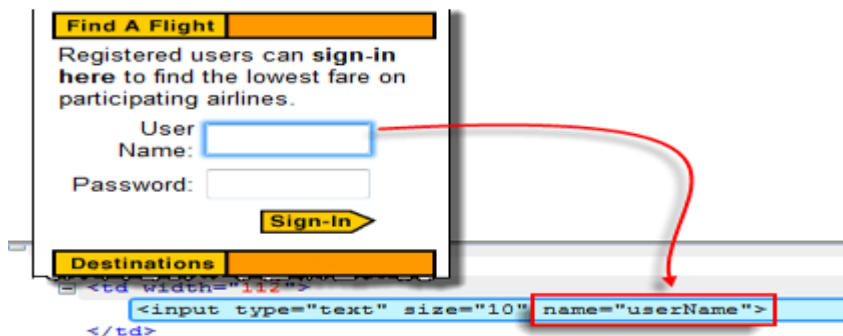 Find A Flight
Registered users can sign-in
here to find the lowest fare on
participating airlines.
User
Name:
Password:
Sign-In
Destinations
<td width="112">
<input type="text" size="10" name="userName">
</td>